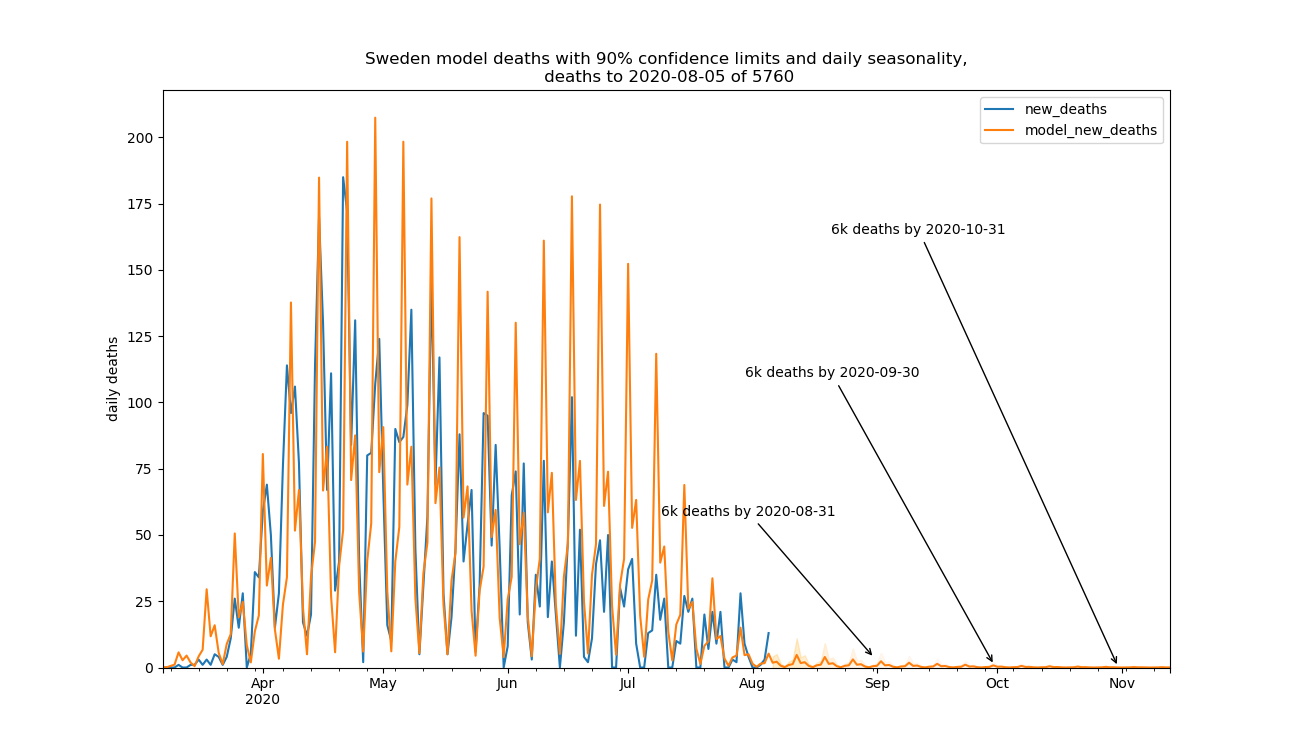 Sweden model deaths with 90% confidence limits and daily seasonality,
deaths to 2020-08-05 of 5760
new_deaths
model_new_deaths
daily deaths
200
175
150
125
100
75
50
25
0
6k deaths by 2020-10-31
6k deaths by 2020-09-30
6k deaths by 2020-08-31
Apr
2020
May
Jun
Jul
Aug
Sep
Oct
Nov